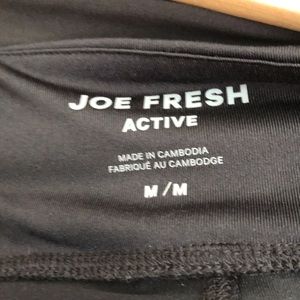 JOE FRESH
ACTIVE
MADE IN CAMBODIA
FABRIQUÉ AU CAMBODGE
M/M